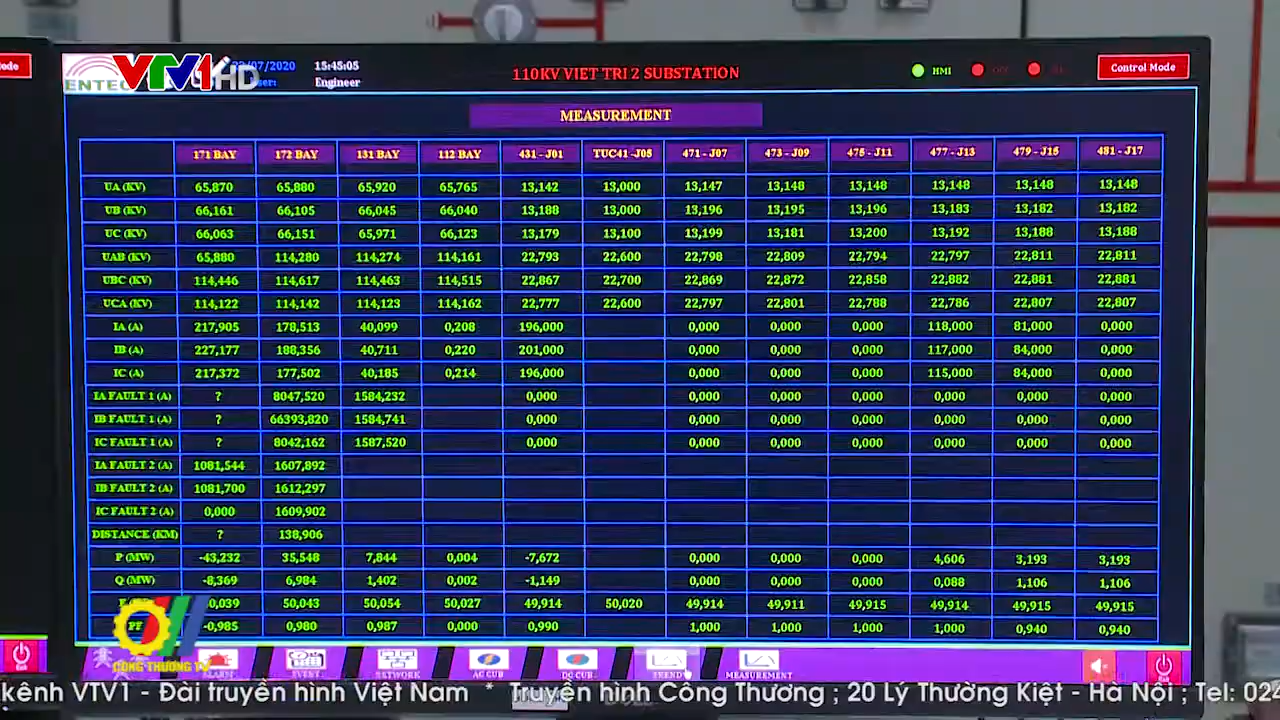 ode
ENTEC
VTV1 HD
/07/2020
15:45:05
ser:
Engineer
110KV VIET TRI 2 SUBSTATION
HMI
Control Mode
MEASUREMENT
171 BAY 172 BAY 131 BAY 112 BAY 431 - J01 TUC41 -J05 471 - J07 473 - J09 475 - J11 477 - J13 479 - J15 481 - J17
UA (KV) 65,870 65,880 65,920 65,765 13,142 13,000 13,147 13,148 13,148 13,148 13,148 13,148
UB (KV) 66,161 66,105 66,045 66,040 13,188 13,000 13,196 13,195 13,196 13,183 13,182 13,182
UC (KV) 66,063 66,151 65,971 66,123 13,179 13,100 13,199 13,181 13,200 13,192 13,188 13,188
UAB (KV) 65,880 114,280 114,274 114,161 22,793 22,600 22,798 22,809 22,794 22,797 22,811 22,811
UBC (KV) 114,446 114,617 114,463 114,515 22,867 22,700 22,869 22,872 22,858 22,882 22,881 22,881
UCA (KV) 114,122 114,142 114,123 114,162 22,777 22,600 22,797 22,801 22,788 22,786 22,807 22,807
IA (A) 217,905 178,513 40,099 0,208 196,000 0,000 0,000 0,000 118,000 81,000 0,000
IB (A) 227,177 188,356 40,711 0,220 201,000 0,000 0,000 0,000 117,000 84,000 0,000
IC (A) 217,372 177,502 40,185 0,214 196,000 0,000 0,000 0,000 115,000 84,000 0,000
IA FAULT 1 (A) ? 8047,520 1584,232 0,000 0,000 0,000 0,000 0,000 0,000 0,000
IB FAULT 1 (A) ? 66393,820 1584,741 0,000 0,000 0,000 0,000 0,000 0,000 0,000
IC FAULT 1 (A) ? 8042,162 1587,520 0,000 0,000 0,000 0,000 0,000 0,000 0,000
IA FAULT 2 (A) 1081,544 1607,892
IB FAULT 2 (A) 1081,700 1612,297
IC FAULT 2 (A) 0,000 1609,902
DISTANCE (KM) ? 138,906
P (MW) -43,232 35,548 7,844 0,004 -7,672 0,000 0,000 0,000 4,606 3,193 3,193
Q (MW) -8,369 6,984 1,402 0,002 -1,149 0,000 0,000 0,000 0,088 1,106 1,106
0,039 50,043 50,054 50,027 49,914 50,020 49,914 49,911 49,915 49,914 49,915 49,915
PF -0,985 0,980 0,987 0,000 0,990 1,000 1,000 1,000 1,000 0,940 0,940
CÔNG THƯƠNG TV
ALARM EVENT NETWORK AC CUB DC CUB TREND MEASUREMENT
kênh VTV1 - Đài truyền hình Việt Nam * Truyền hình Công Thương ; 20 Lý Thường Kiệt - Hà Nội ; Tel: 024